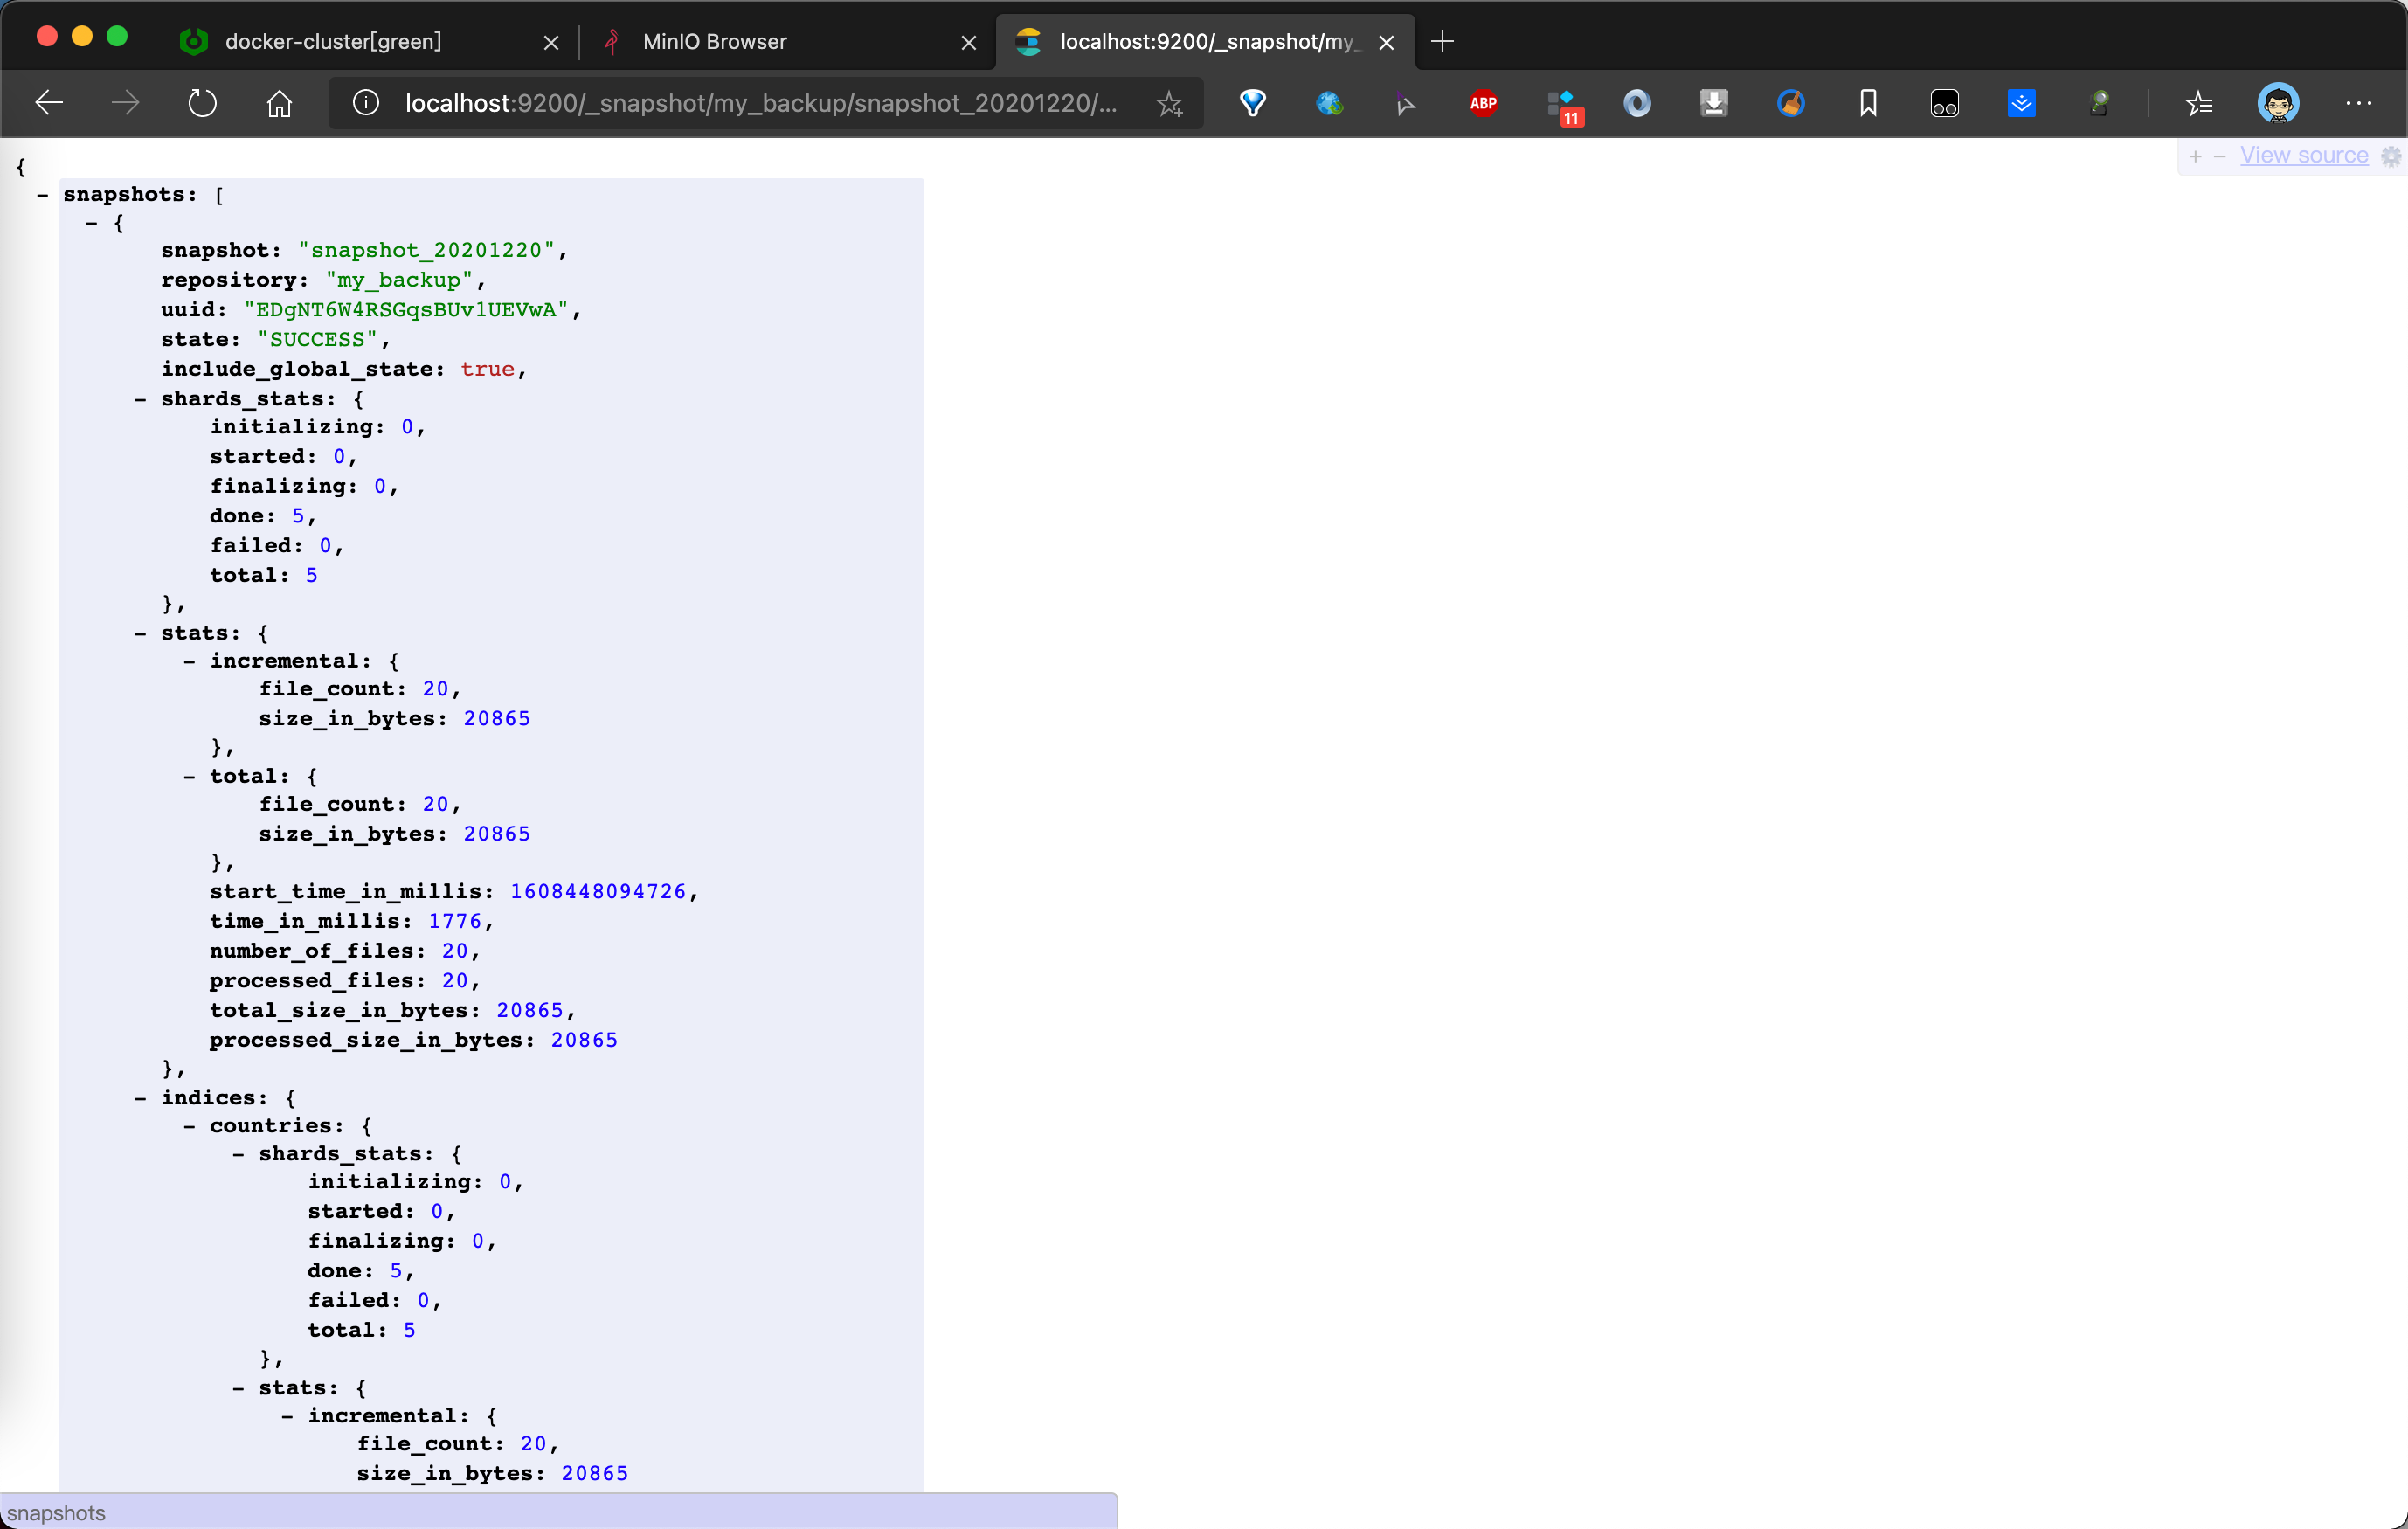 docker-cluster[green]
MinIO Browser
localhost:9200/_snapshot/my_
localhost:9200/_snapshot/my_backup/snapshot_20201220/...
ABP
11
+ − View source
{
− snapshots: [
− {
snapshot: "snapshot_20201220",
repository: "my_backup",
uuid: "EDgNT6W4RSGqsBUv1UEVwA",
state: "SUCCESS",
include_global_state: true,
− shards_stats: {
initializing: 0,
started: 0,
finalizing: 0,
done: 5,
failed: 0,
total: 5
},
− stats: {
− incremental: {
file_count: 20,
size_in_bytes: 20865
},
− total: {
file_count: 20,
size_in_bytes: 20865
},
start_time_in_millis: 1608448094726,
time_in_millis: 1776,
number_of_files: 20,
processed_files: 20,
total_size_in_bytes: 20865,
processed_size_in_bytes: 20865
},
− indices: {
− countries: {
− shards_stats: {
initializing: 0,
started: 0,
finalizing: 0,
done: 5,
failed: 0,
total: 5
},
− stats: {
− incremental: {
file_count: 20,
size_in_bytes: 20865
snapshots